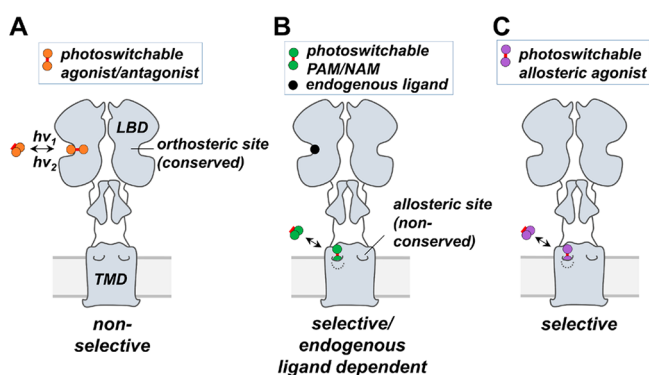 A
photoswitchable
agonist/antagonist
hv1
hv2
LBD
orthosteric site
(conserved)
TMD
non-
selective
B
photoswitchable
PAM/NAM
endogenous ligand
allosteric site
(non-
conserved)
selective/
endogenous
ligand dependent
C
photoswitchable
allosteric agonist
selective